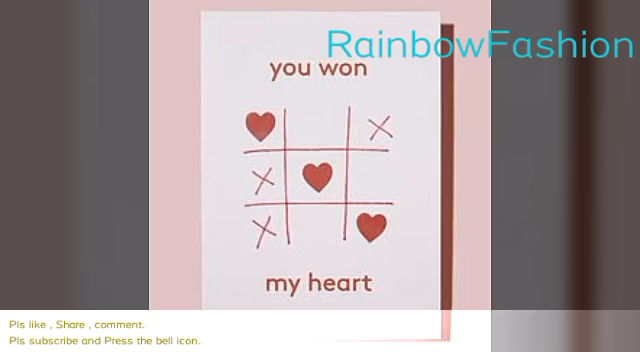 RainbowFashion
you won
my heart
Pls like , Share , comment.
Pls subscribe and Press the bell icon.